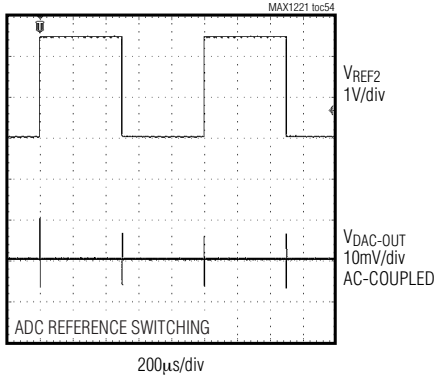 MAX1221 toc54
VREF2
1V/div
VDAC-OUT
10mV/div
AC-COUPLED
ADC REFERENCE SWITCHING
200µs/div